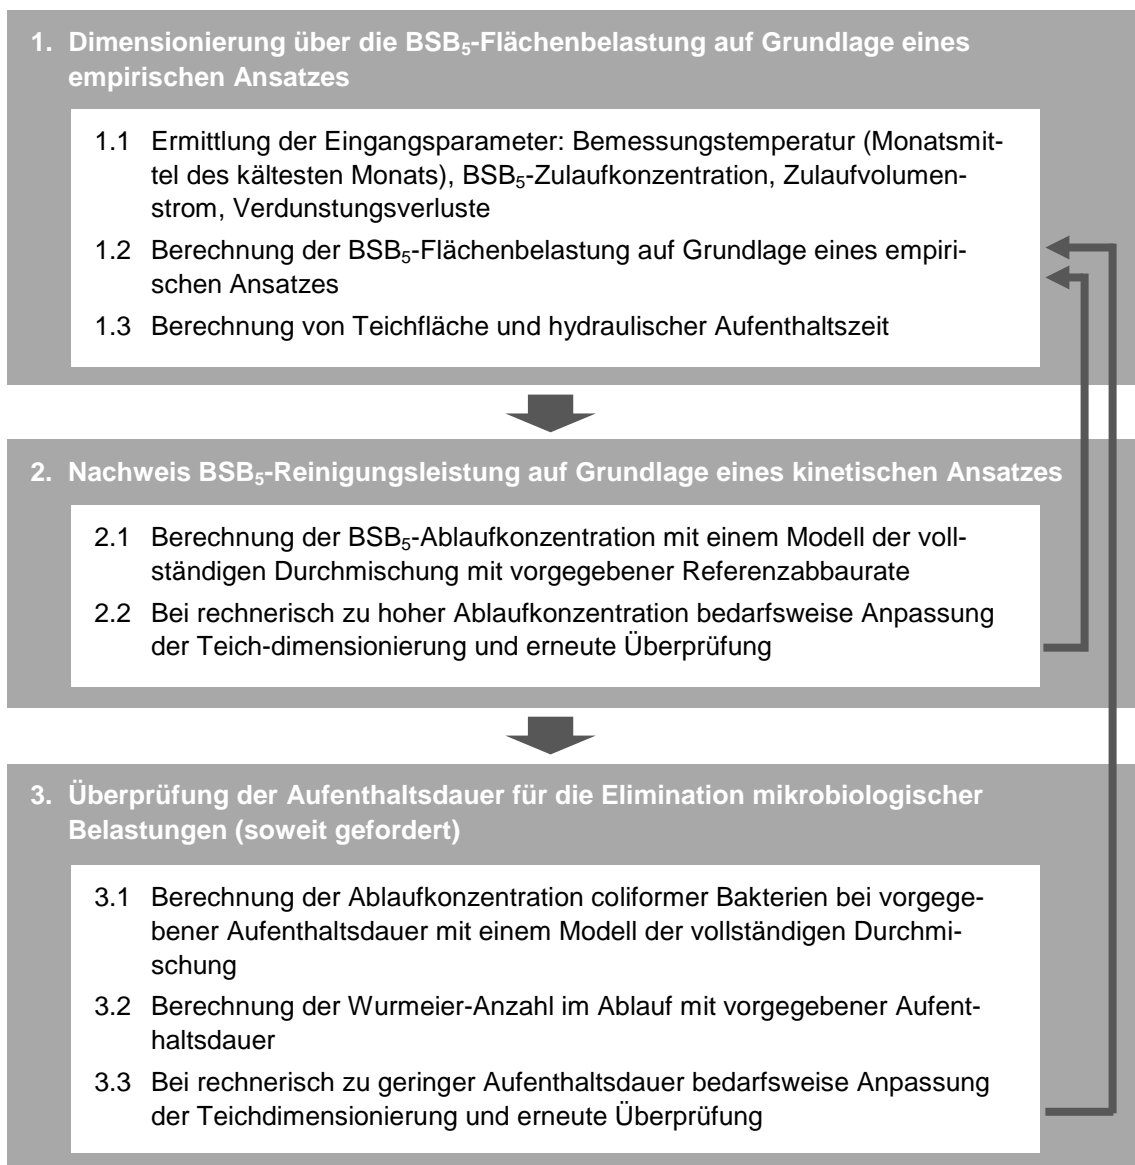 1. Dimensionierung über die BSB₅-Flächenbelastung auf Grundlage eines
empirischen Ansatzes
1.1 Ermittlung der Eingangsparameter: Bemessungstemperatur (Monatsmit-
tel des kältesten Monats), BSB₅-Zulaufkonzentration, Zulaufvolumen-
strom, Verdunstungsverluste
1.2 Berechnung der BSB₅-Flächenbelastung auf Grundlage eines empiri-
schen Ansatzes
1.3 Berechnung von Teichfläche und hydraulischer Aufenthaltszeit
2. Nachweis BSB₅-Reinigungsleistung auf Grundlage eines kinetischen Ansatzes
2.1 Berechnung der BSB₅-Ablaufkonzentration mit einem Modell der voll-
ständigen Durchmischung mit vorgegebener Referenzabbaurate
2.2 Bei rechnerisch zu hoher Ablaufkonzentration bedarfsweise Anpassung
der Teich-dimensionierung und erneute Überprüfung
3. Überprüfung der Aufenthaltsdauer für die Elimination mikrobiologischer
Belastungen (soweit gefordert)
3.1 Berechnung der Ablaufkonzentration coliformer Bakterien bei vorgege-
bener Aufenthaltsdauer mit einem Modell der vollständigen Durchmi-
schung
3.2 Berechnung der Wurmeier-Anzahl im Ablauf mit vorgegebener Aufent-
haltsdauer
3.3 Bei rechnerisch zu geringer Aufenthaltsdauer bedarfsweise Anpassung
der Teichdimensionierung und erneute Überprüfung